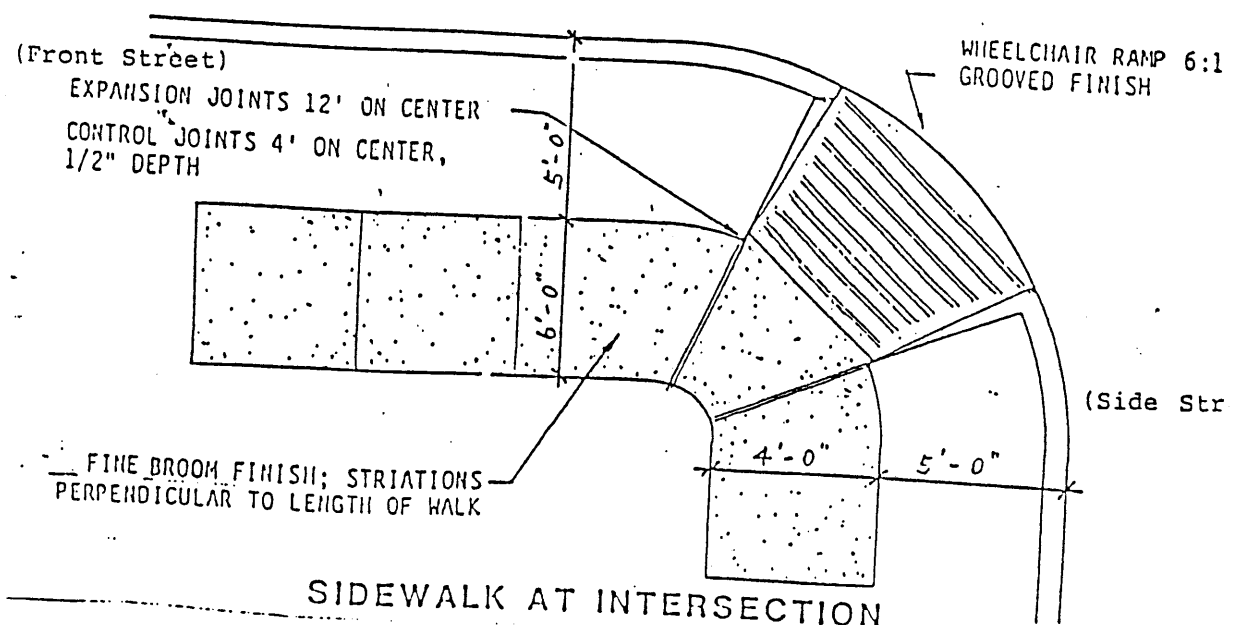 (Front Street)
WHEELCHAIR RAMP 6:1
GROOVED FINISH
EXPANSION JOINTS 12' ON CENTER
CONTROL JOINTS 4' ON CENTER,
1/2" DEPTH
5'-0"
6'-0"
(Side Str
4'-0"
5'-0"
FINE BROOM FINISH; STRIATIONS
PERPENDICULAR TO LENGTH OF WALK
SIDEWALK AT INTERSECTION